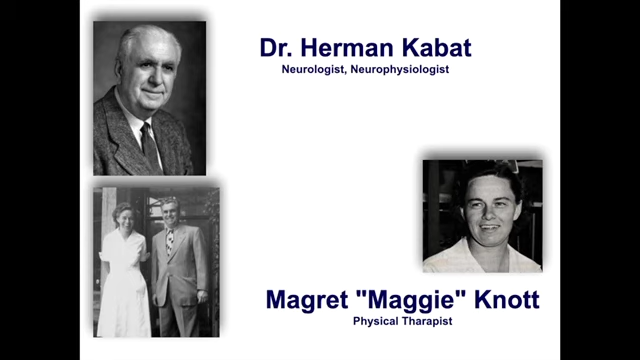 Dr. Herman Kabat
Neurologist, Neurophysiologist
Magret "Maggie" Knott
Physical Tharapist